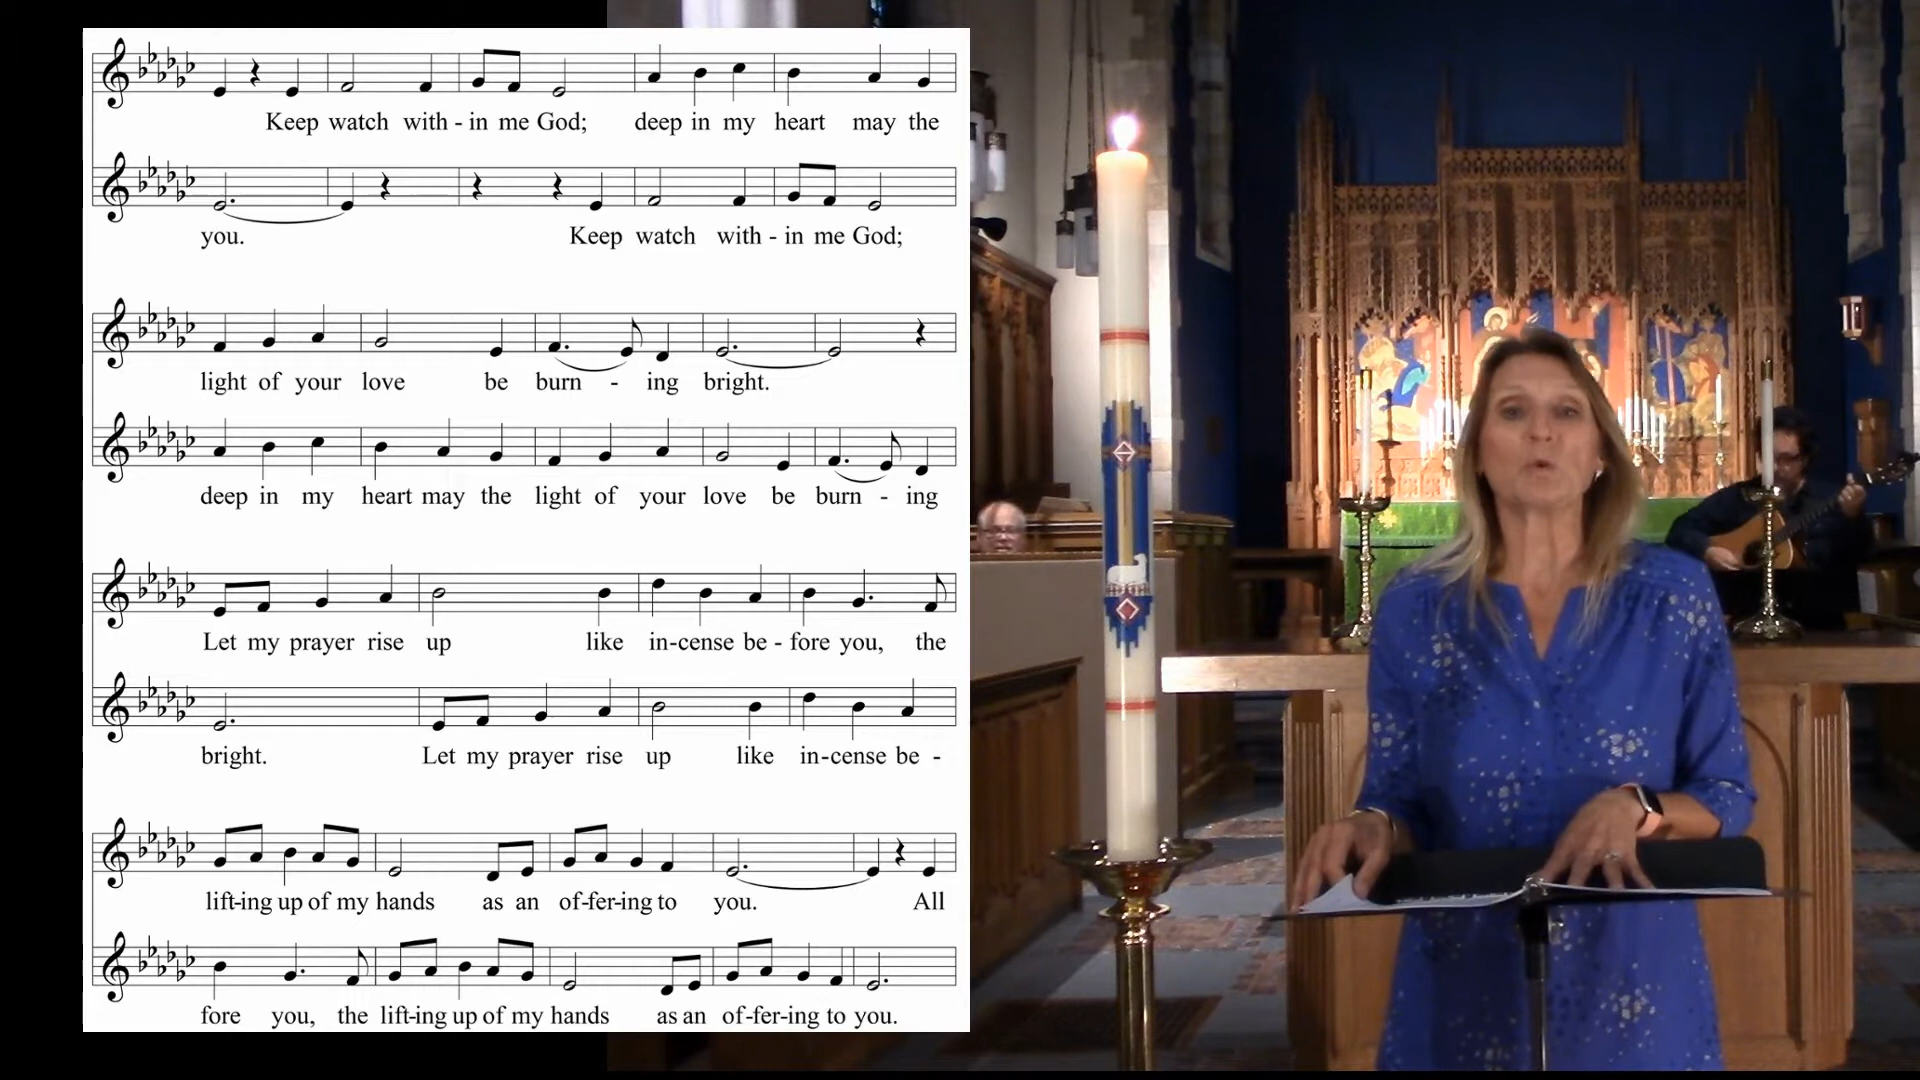 Keep watch with - in me God; deep in my heart may the
you. Keep watch with - in me God;
light of your love be burn - ing bright.
deep in my heart may the light of your love be burn - ing
Let my prayer rise up like in-cense be - fore you, the
bright. Let my prayer rise up like in-cense be -
lift-ing up of my hands as an of-fer-ing to you. All
fore you, the lift-ing up of my hands as an of-fer-ing to you.